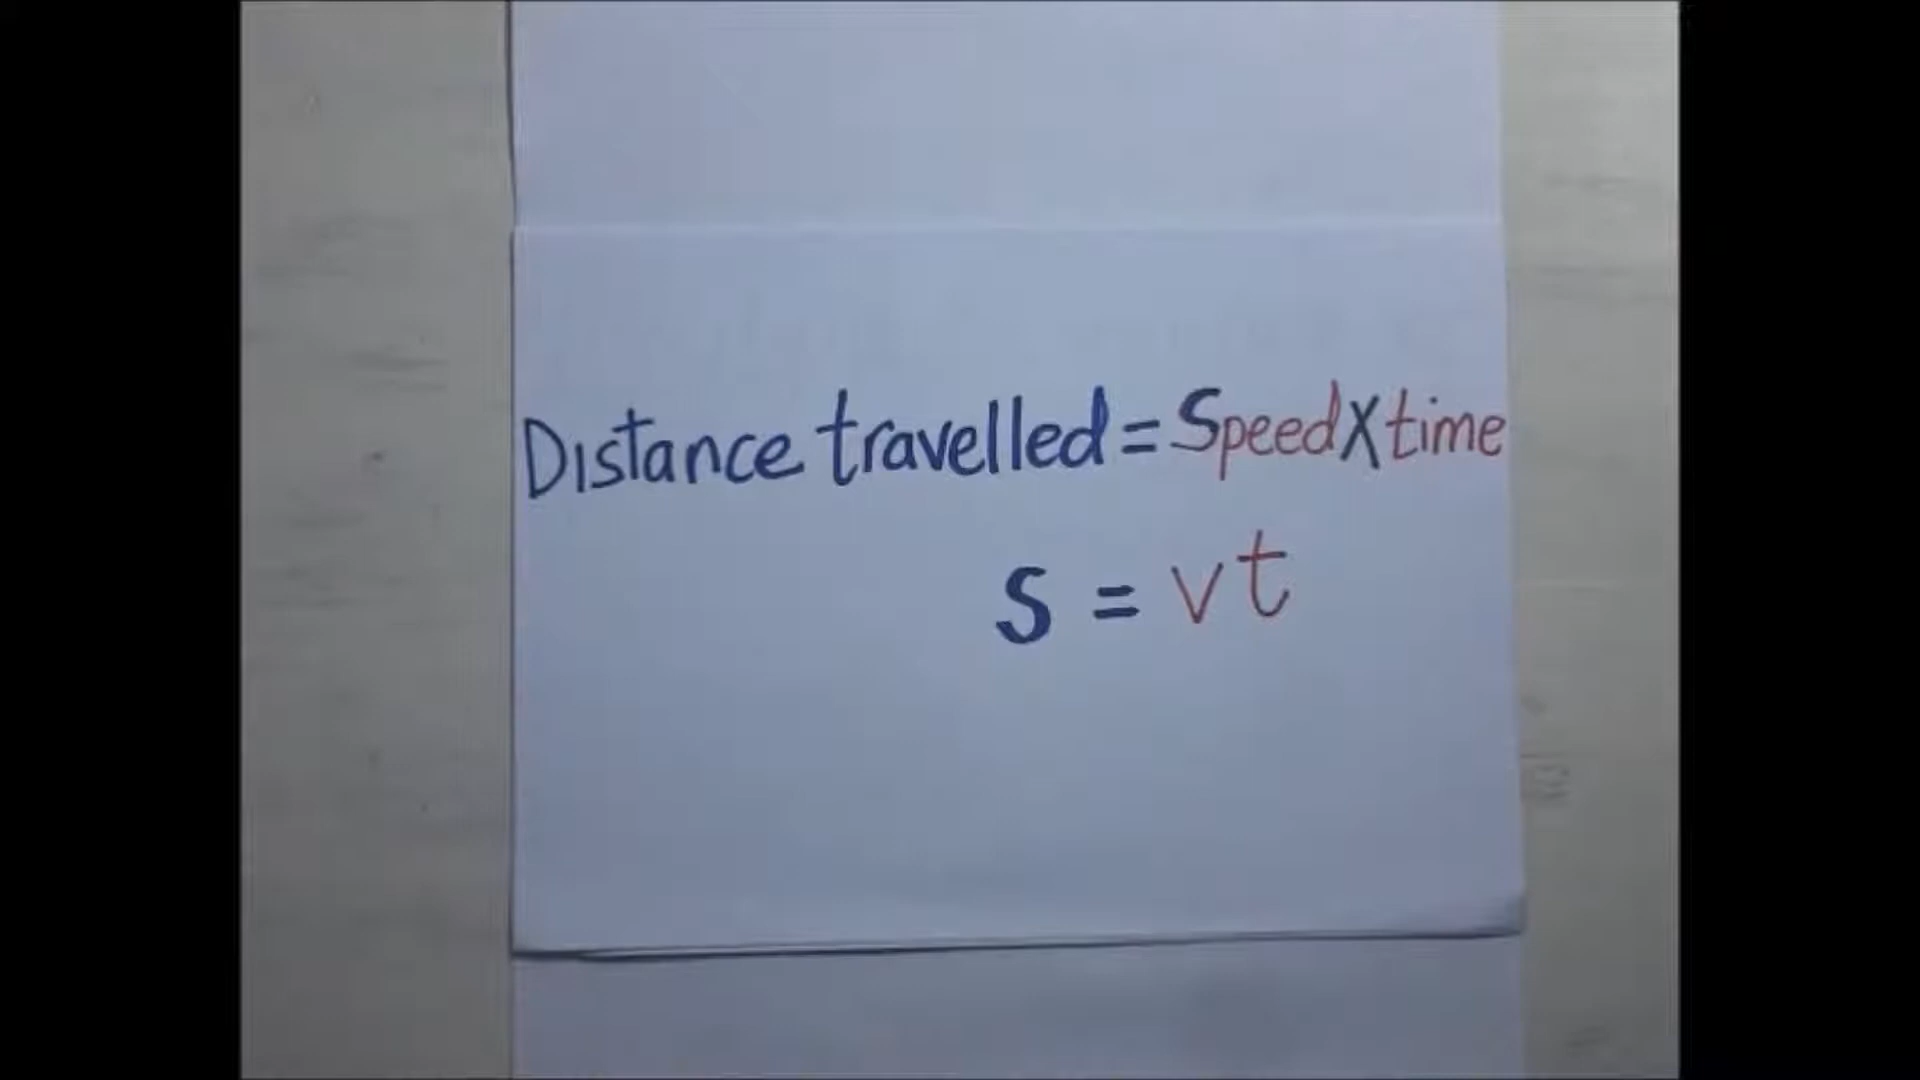 Distance travelled = Speed X time
S = vt